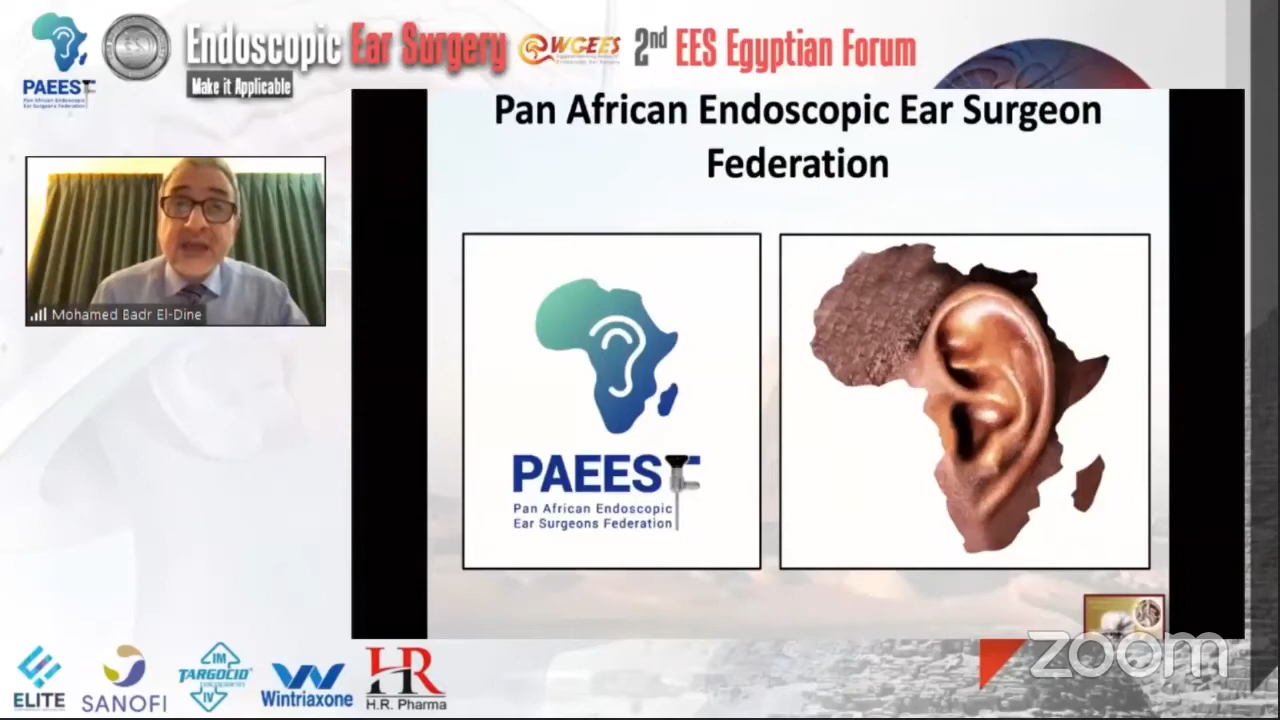 PAEES
Pan African Endoscopic
Ear Surgeons Federation
Endoscopic Ear Surgery
Make it Applicable
WGEES
2nd EES Egyptian Forum
Pan African Endoscopic Ear Surgeon
Federation
Mohamed Badr El-Dine
PAEES
Pan African Endoscopic
Ear Surgeons Federation
ELITE
SANOFI
IM
TARGOCID
IV
Wintriaxone
HR
H.R. Pharma
zoom